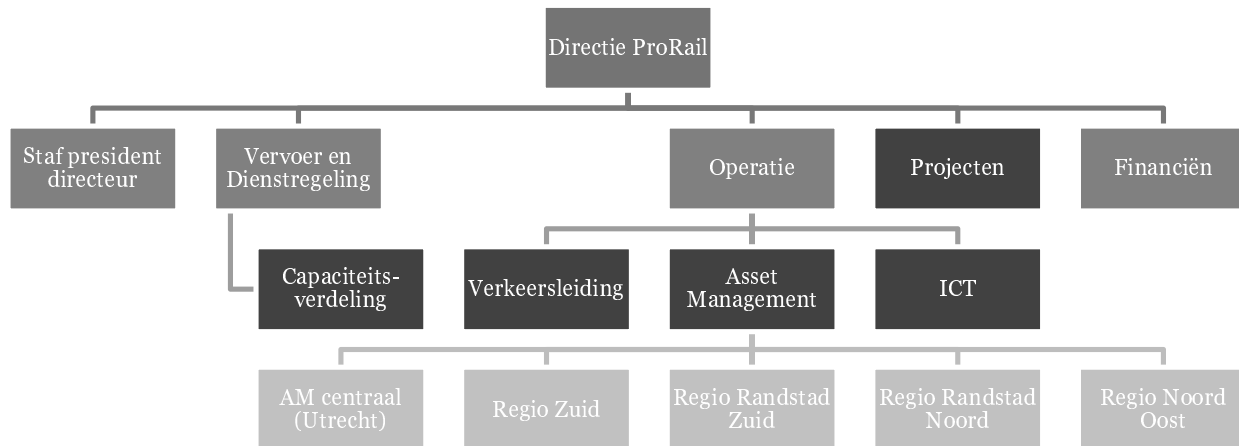 Directie ProRail
Staf president
directeur
Vervoer en
Dienstregeling
Operatie
Projecten
Financiën
Capaciteits-
verdeling
Verkeersleiding
Asset
Management
ICT
AM centraal
(Utrecht)
Regio Zuid
Regio Randstad
Zuid
Regio Randstad
Noord
Regio Noord
Oost